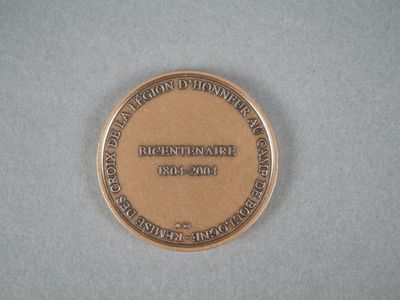 REMISE DES CROIX DE LA LÉGION D'HONNEUR AU CAMP DE BOULOGNE -
BICENTENAIRE
1804-2004